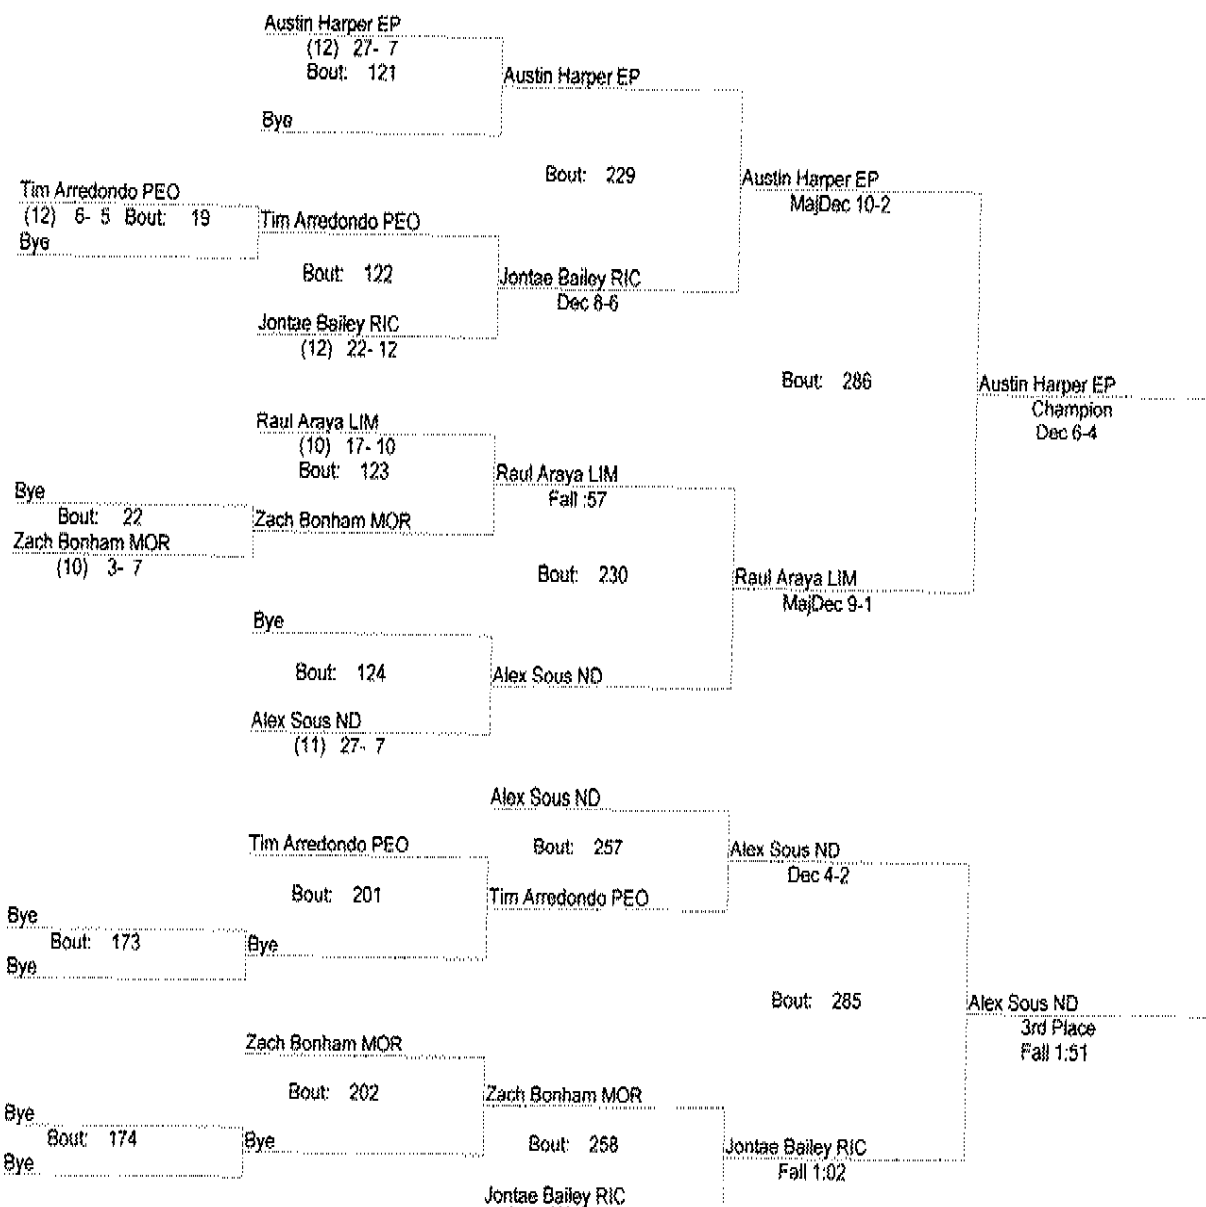 Austin Harper EP
(12) 27- 7
Bout: 121
Austin Harper EP
Bye
Bout: 229
Austin Harper EP
MajDec 10-2
Tim Arredondo PEO
(12) 6- 5 Bout: 19
Tim Arredondo PEO
Bye
Bout: 122
Jontae Bailey RIC
Dec 8-6
Jontae Bailey RIC
(12) 22- 12
Bout: 286
Austin Harper EP
Champion
Dec 6-4
Raul Araya LIM
(10) 17- 10
Bout: 123
Raul Araya LIM
Fall :57
Bye
Bout: 22
Zach Bonham MOR
Zach Bonham MOR
(10) 3- 7
Bout: 230
Raul Araya LIM
MajDec 9-1
Bye
Bout: 124
Alex Sous ND
Alex Sous ND
(11) 27- 7
Alex Sous ND
Tim Arredondo PEO
Bout: 257
Alex Sous ND
Dec 4-2
Bout: 201
Tim Arredondo PEO
Bye
Bout: 173
Bye
Bye
Bout: 285
Alex Sous ND
3rd Place
Fall 1:51
Zach Bonham MOR
Bout: 202
Zach Bonham MOR
Bye
Bout: 174
Bye
Bye
Bout: 258
Jontae Bailey RIC
Fall 1:02
Jontae Bailey RIC